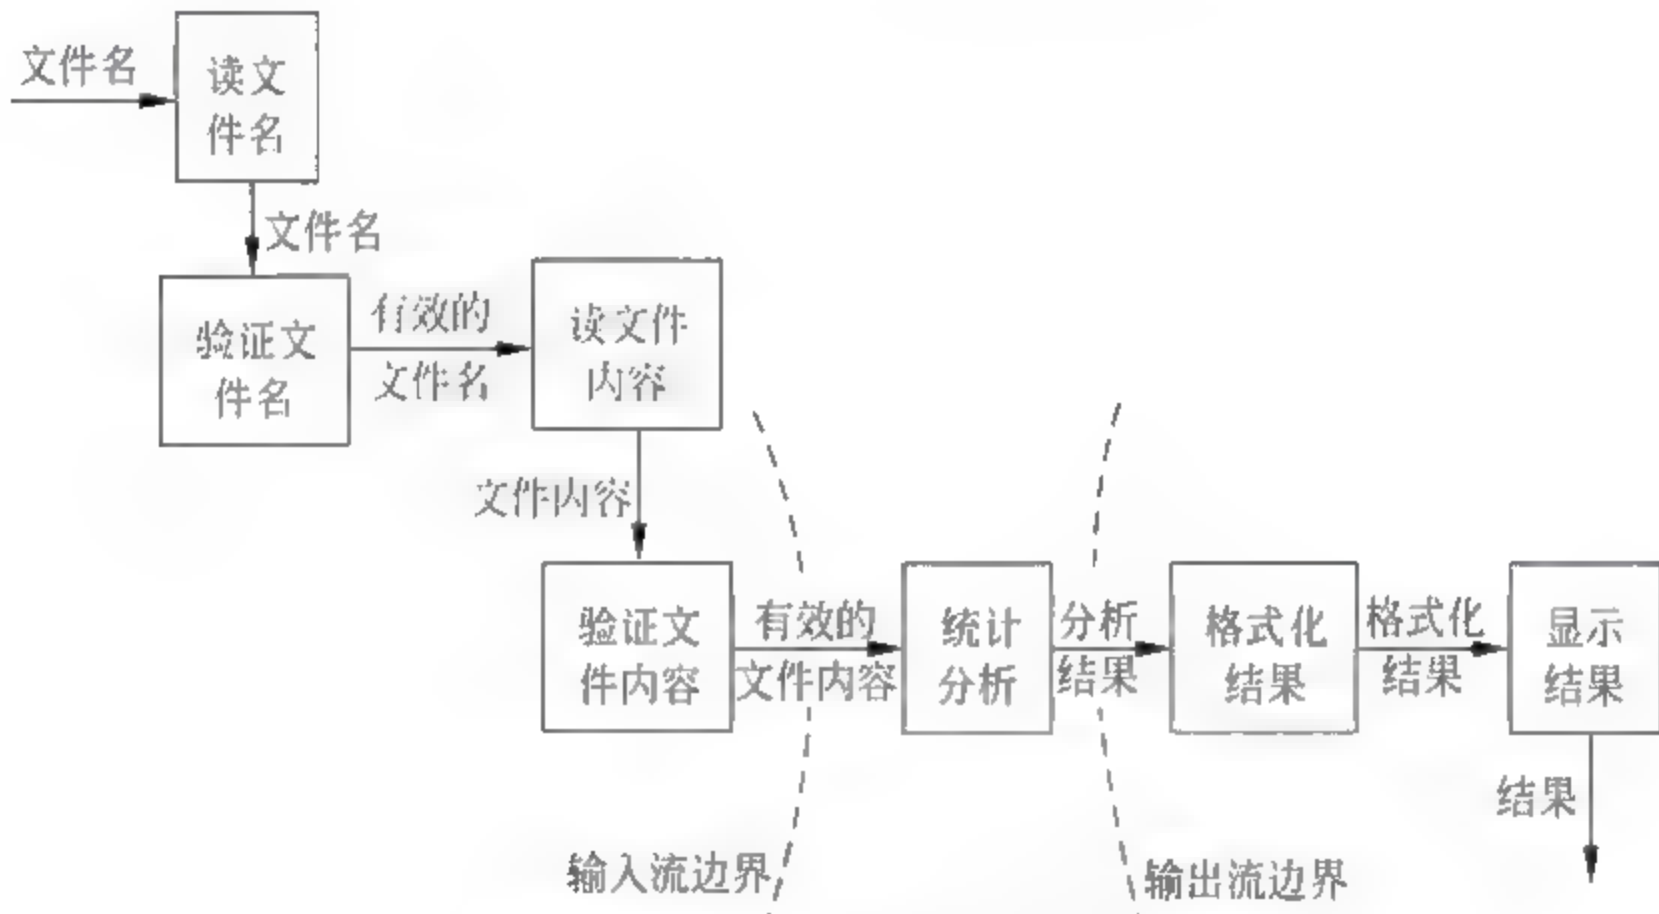 文件名
读文
件名
文件名
验证文
件名
有效的
文件名
读文件
内容
文件内容
验证文
件内容
有效的
文件内容
统计
分析
分析
结果
格式化
结果
格式化
结果
显示
结果
结果
输入流边界
输出流边界